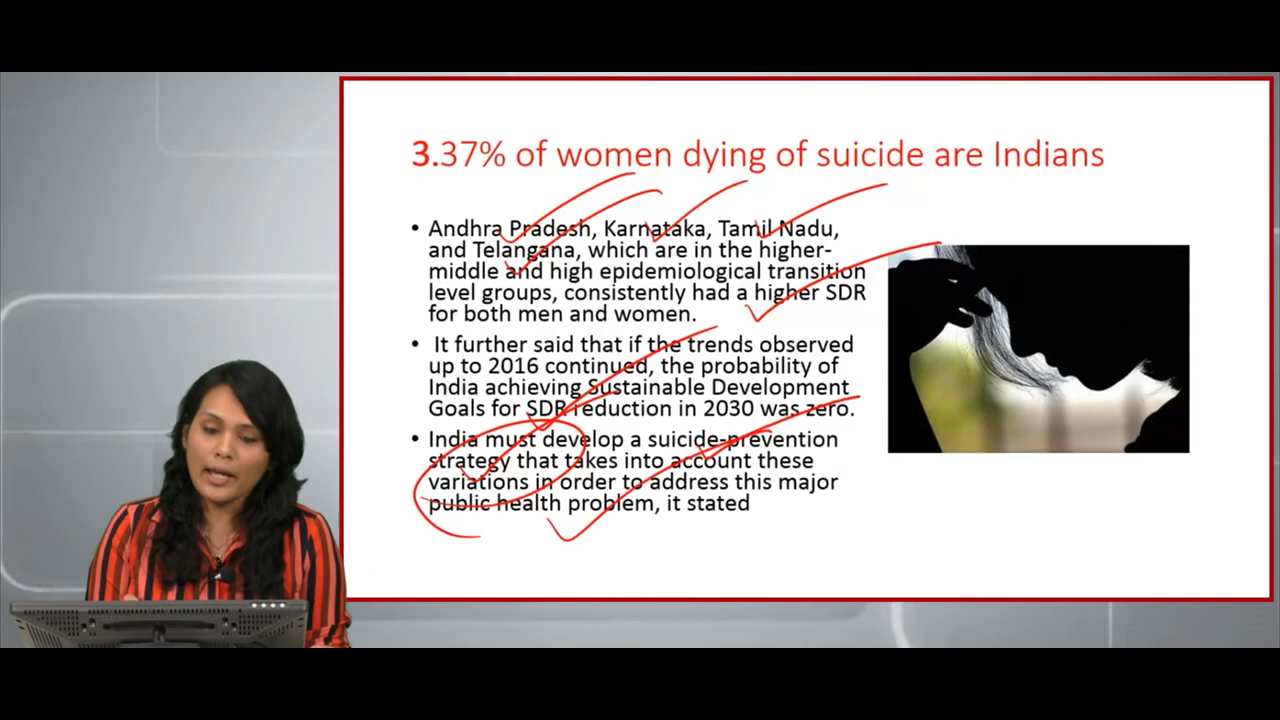 3.37% of women dying of suicide are Indians
• Andhra Pradesh, Karnataka, Tamil Nadu,
and Telangana, which are in the higher-
middle and high epidemiological transition
level groups, consistently had a higher SDR
for both men and women.
• It further said that if the trends observed
up to 2016 continued, the probability of
India achieving Sustainable Development
Goals for SDR reduction in 2030 was zero.
• India must develop a suicide-prevention
strategy that takes into account these
variations in order to address this major
public health problem, it stated